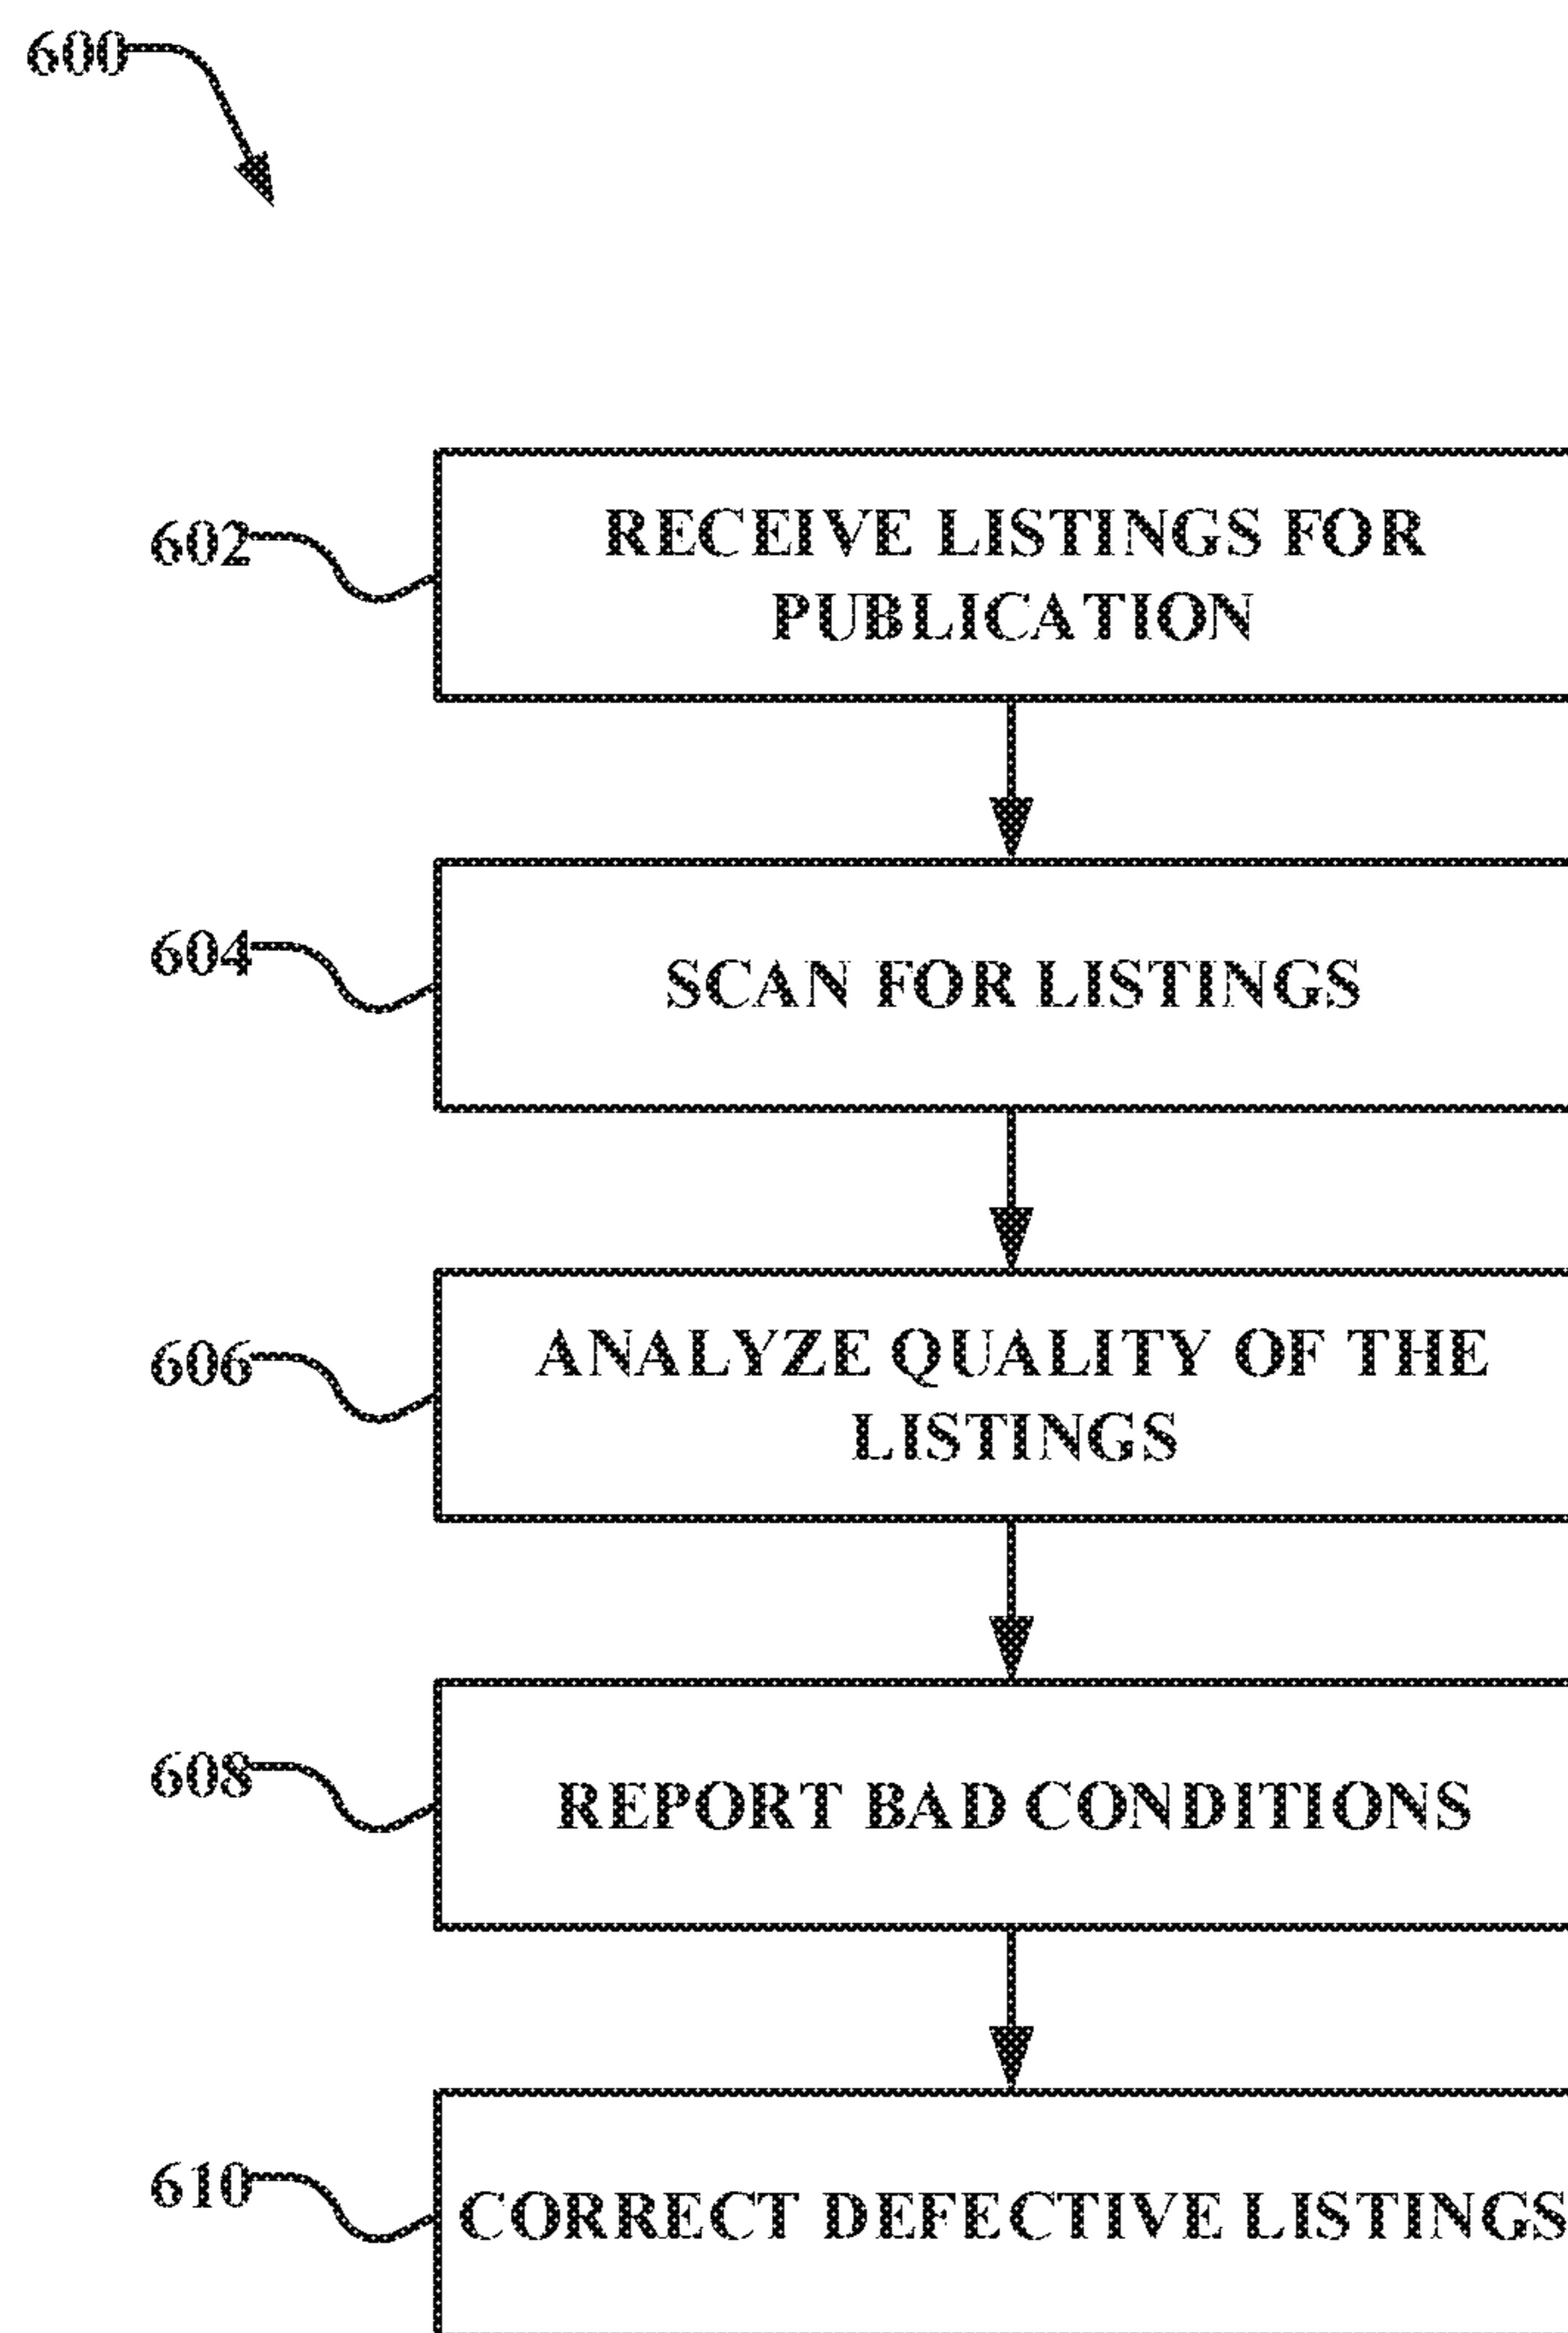 600
602
RECEIVE LISTINGS FOR
PUBLICATION
604
SCAN FOR LISTINGS
606
ANALYZE QUALITY OF THE
LISTINGS
608
REPORT BAD CONDITIONS
610
CORRECT DEFECTIVE LISTINGS